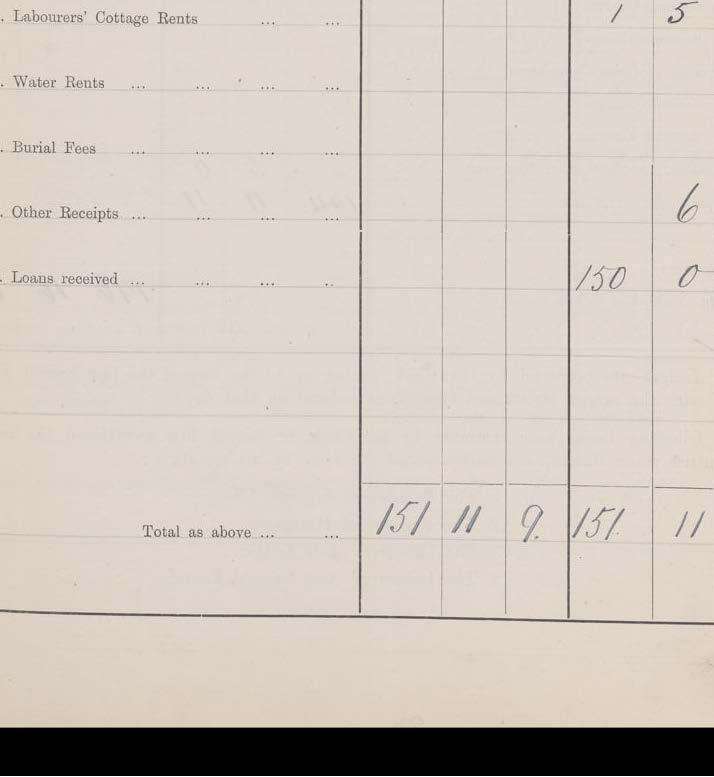 . Labourers' Cottage Rents ... ... 1 5
. Water Rents ... ... ... ...
. Burial Fees ... ... ... ...
. Other Receipts ... ... ... ... 6
. Loans received ... ... ... .. 150 0
Total as above ... ... 151 11 9. 151. 11